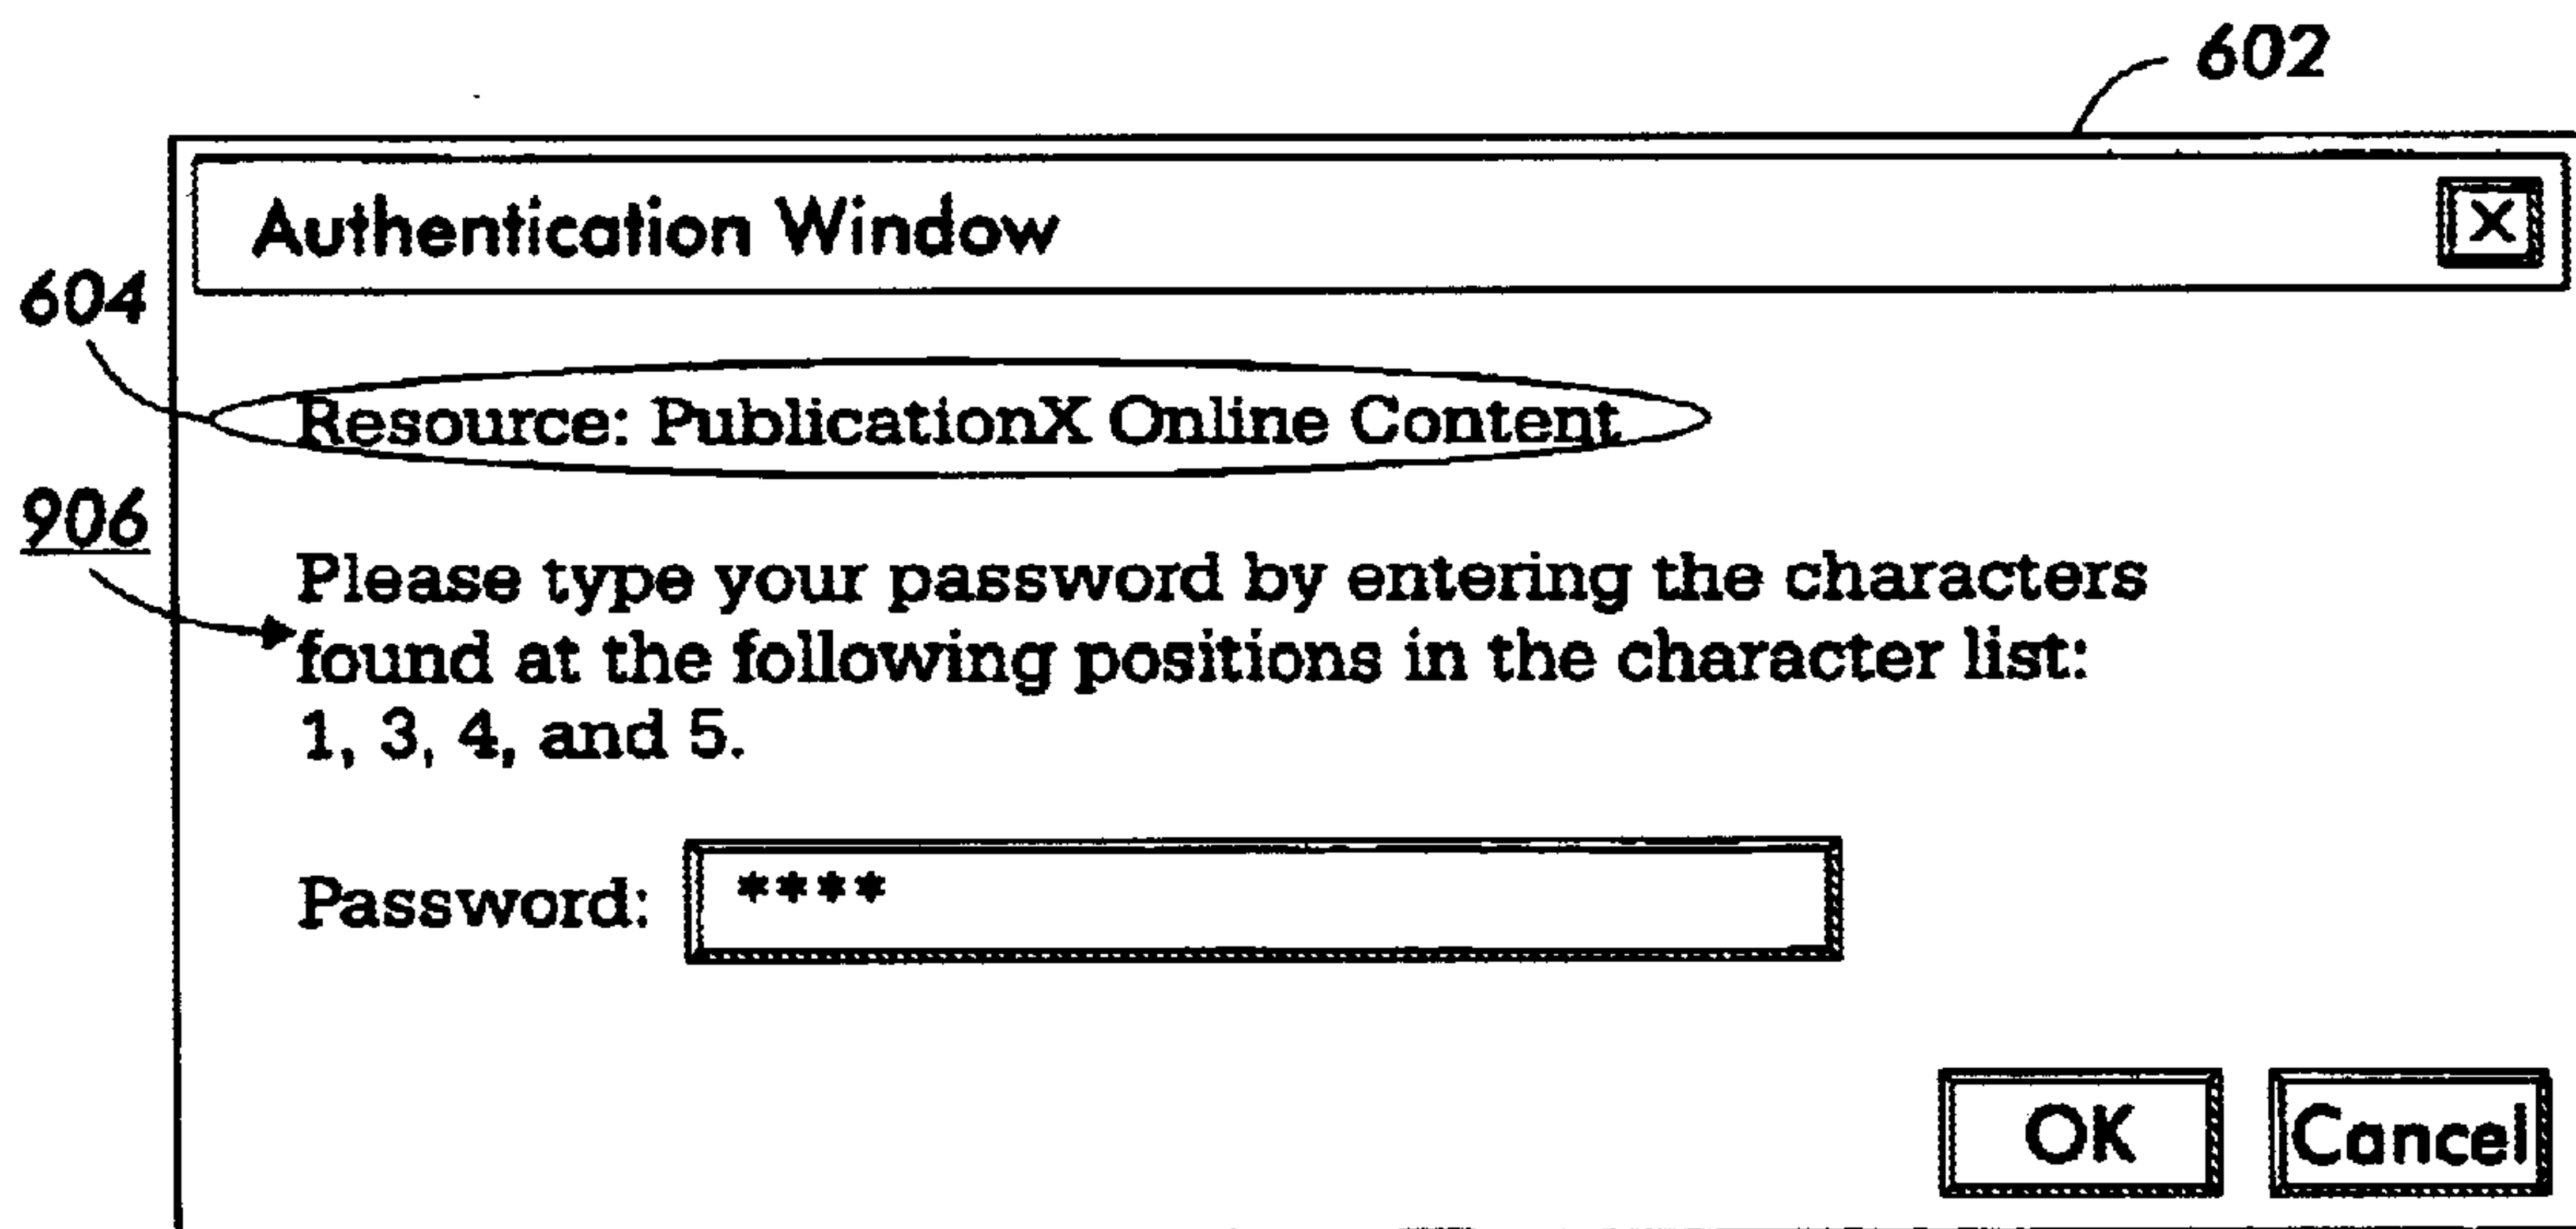 602
Authentication Window X
604
Resource: PublicationX Online Content
906
Please type your password by entering the characters
found at the following positions in the character list:
1, 3, 4, and 5.
Password: ****
OK Cancel